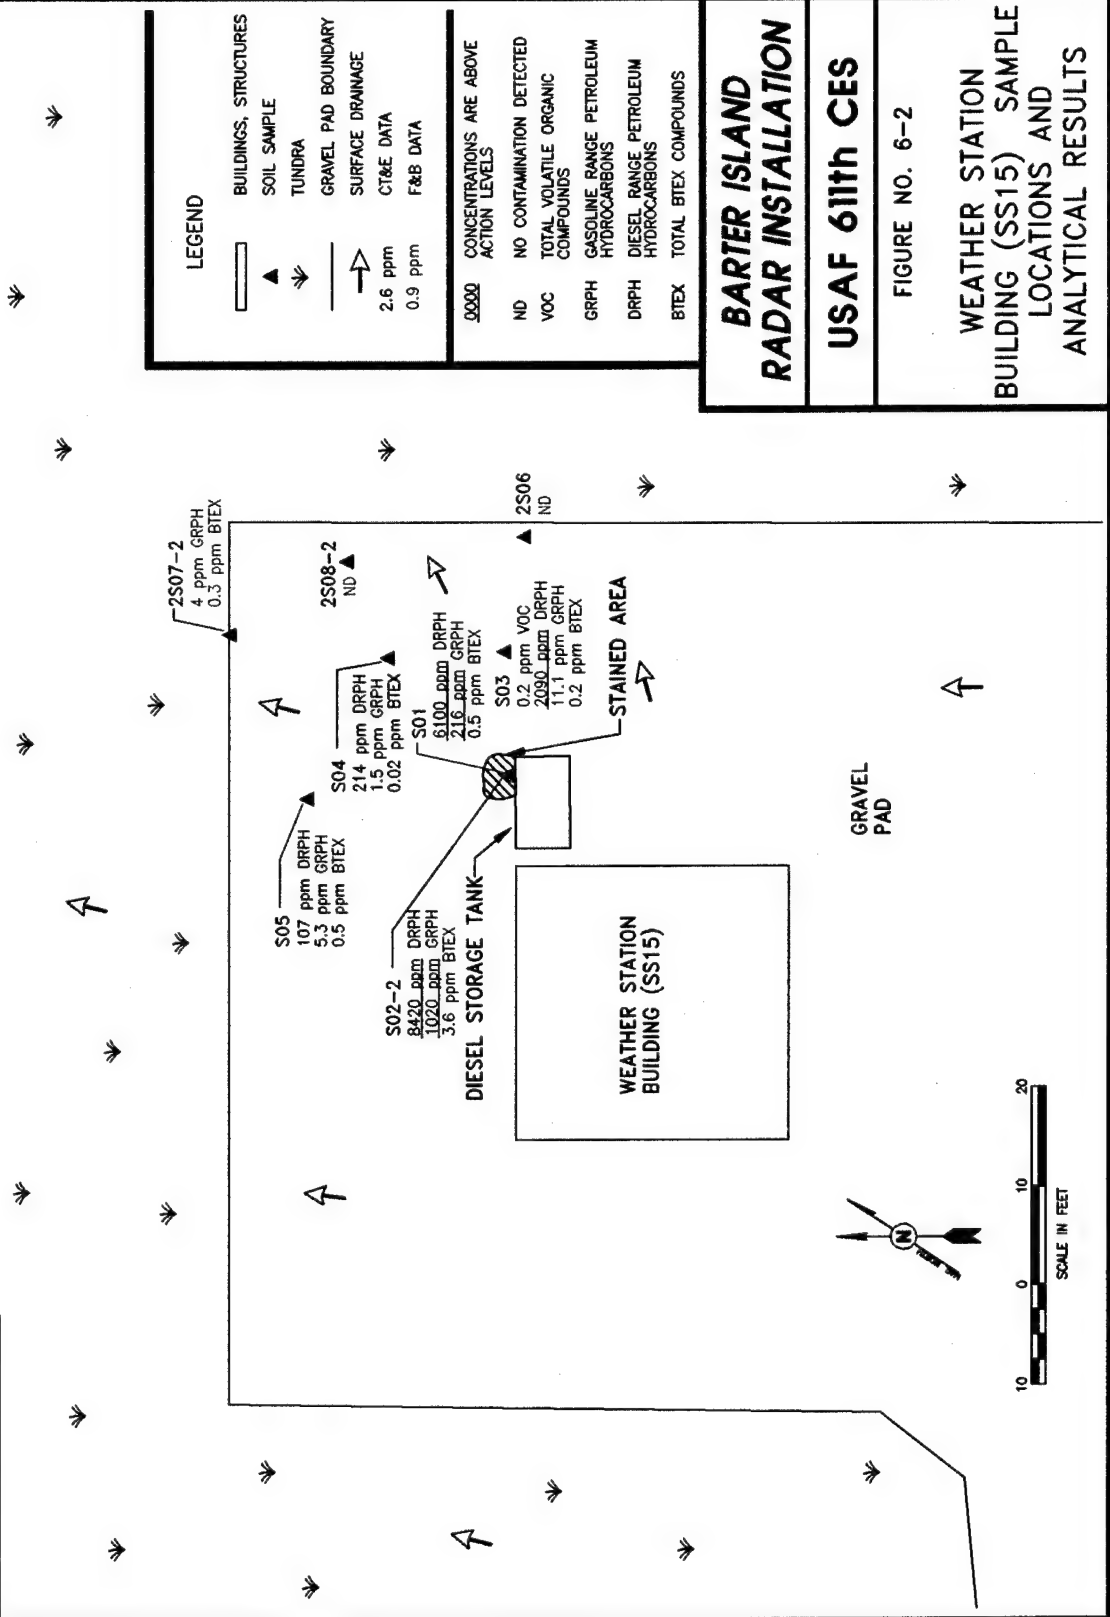 2S07-2
4 ppm GRPH
0.3 ppm BTEX
2S08-2
ND
S04
214 ppm DRPH
1.5 ppm GRPH
0.02 ppm BTEX
S05
107 ppm DRPH
5.3 ppm GRPH
0.5 ppm BTEX
S01
6100 ppm DRPH
216 ppm GRPH
0.5 ppm BTEX
2S06
ND
S03
0.2 ppm VOC
2090 ppm DRPH
11.1 ppm GRPH
0.2 ppm BTEX
S02-2
8420 ppm DRPH
1020 ppm GRPH
3.6 ppm BTEX
STAINED AREA
DIESEL STORAGE TANK
WEATHER STATION
BUILDING (SS15)
GRAVEL
PAD
N
10 0 10 20
SCALE IN FEET
LEGEND
BUILDINGS, STRUCTURES
SOIL SAMPLE
TUNDRA
GRAVEL PAD BOUNDARY
SURFACE DRAINAGE
2.6 ppm CT&E DATA
0.9 ppm F&B DATA
0000 CONCENTRATIONS ARE ABOVE
ACTION LEVELS
ND NO CONTAMINATION DETECTED
VOC TOTAL VOLATILE ORGANIC
COMPOUNDS
GRPH GASOLINE RANGE PETROLEUM
HYDROCARBONS
DRPH DIESEL RANGE PETROLEUM
HYDROCARBONS
BTEX TOTAL BTEX COMPOUNDS
BARTER ISLAND
RADAR INSTALLATION
USAF 611th CES
FIGURE NO. 6-2
WEATHER STATION
BUILDING (SS15) SAMPLE
LOCATIONS AND
ANALYTICAL RESULTS